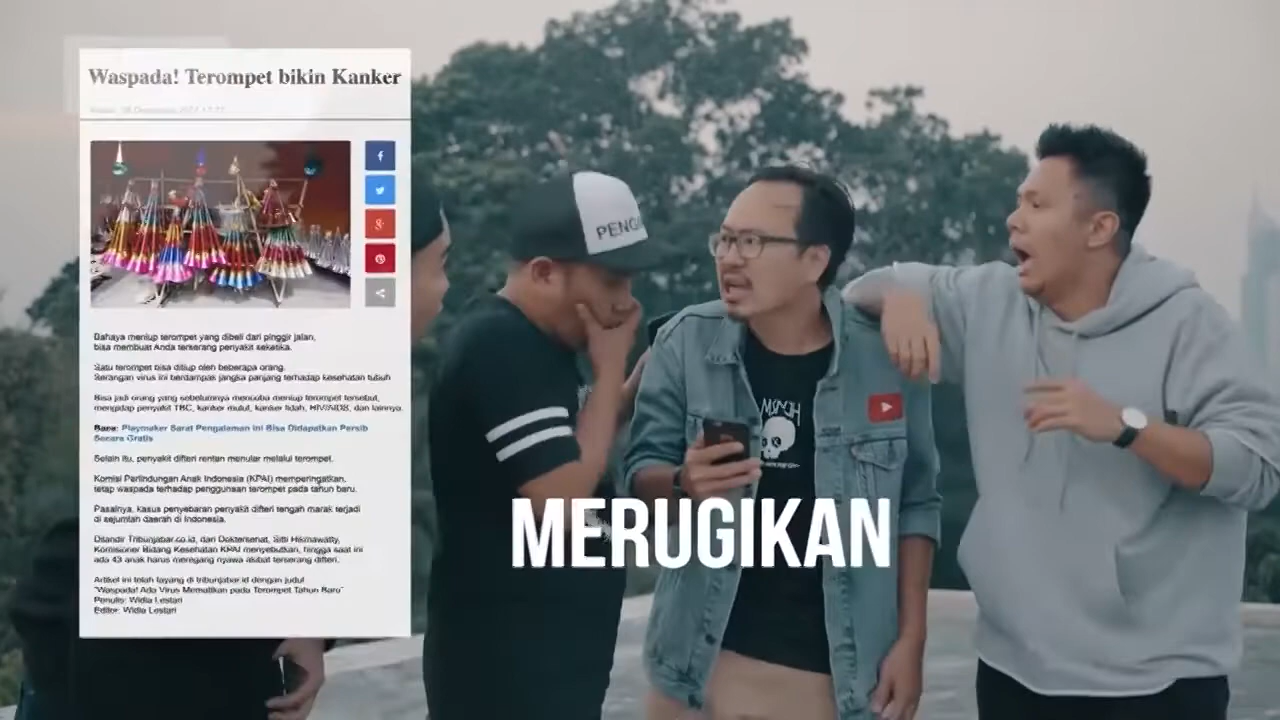 Waspada! Terompet bikin Kanker
Bahaya meniup terompet yang dibeli dari pinggir jalan,
bisa membuat Anda terserang penyakit seketika.
Satu terompet bisa ditiup oleh beberapa orang.
Serangan virus ini berdampak jangka panjang terhadap kesehatan tubuh
Bisa jadi orang yang sebelumnya mencoba meniup terompet tersebut,
mengidap penyakit TBC, kanker mulut, kanker lidah, HIV/AIDS, dan lainnya.
Baca: Playmaker Sarat Pengalaman Ini Bisa Didapatkan Persib
Secara Gratis
Selain itu, penyakit difteri rentan menular melalui terompet.
Komisi Perlindungan Anak Indonesia (KPAI) memperingatkan,
tetap waspada terhadap penggunaan terompet pada tahun baru.
Pasalnya, kasus penyebaran penyakit difteri tengah marak terjadi
di sejumlah daerah di Indonesia.
Dilansir Tribunjabar.co.id, dari Doktersehat, Sitti Hikmawatty,
Komisioner Bidang Kesehatan KPAI menyebutkan, hingga saat ini
ada 43 anak harus meregang nyawa akibat terserang difteri.
Artikel ini telah tayang di tribunjabar.id dengan judul
"Waspada! Ada Virus Mematikan pada Terompet Tahun Baru"
Penulis: Widia Lestari
Editor: Widia Lestari
PENG
MERUGIKAN